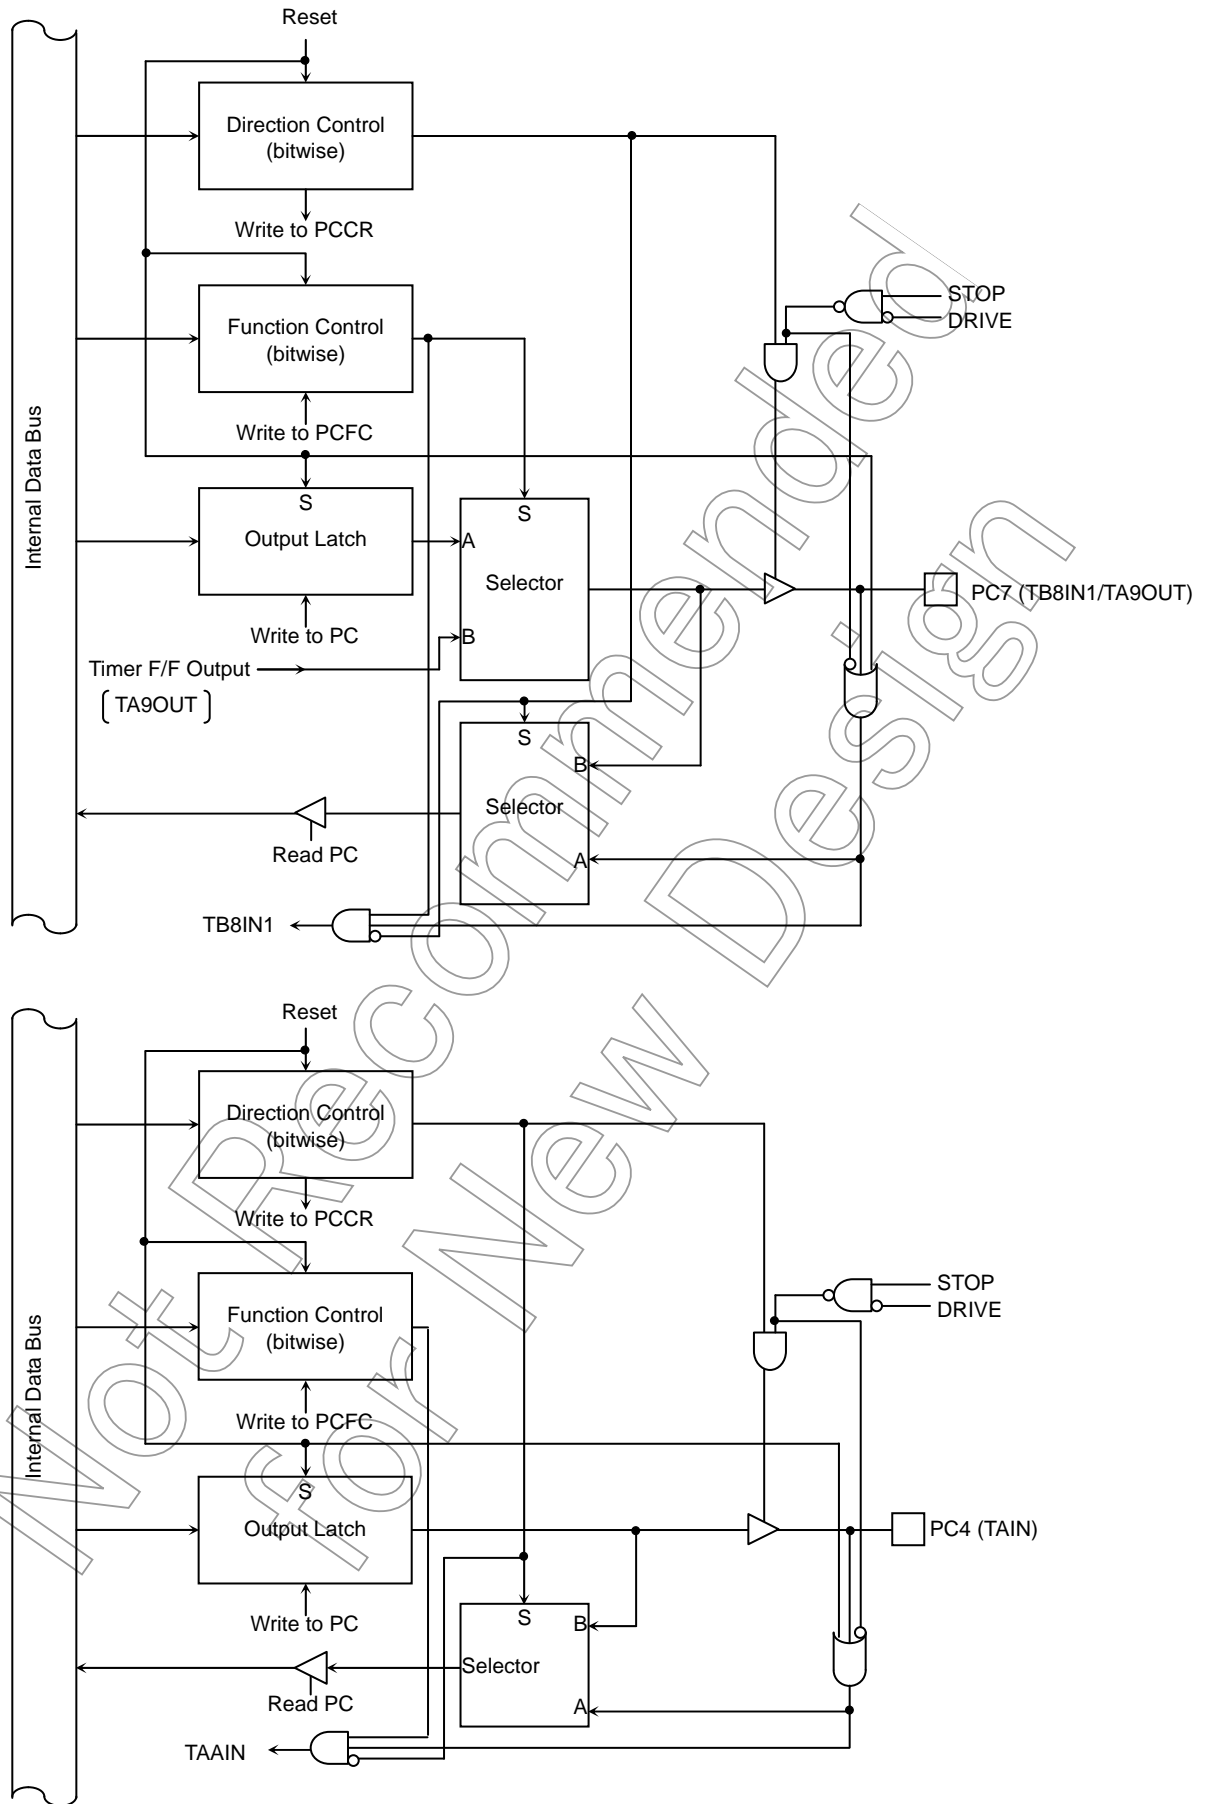 Reset
Direction Control
(bitwise)
Write to PCCR
STOP
DRIVE
Function Control
(bitwise)
Write to PCFC
Internal Data Bus
S
Output Latch
S
A
Selector
B
PC7 (TB8IN1/TA9OUT)
Write to PC
Timer F/F Output
TA9OUT
S
B
Selector
A
Read PC
TB8IN1
Reset
Direction Control
(bitwise)
Write to PCCR
STOP
DRIVE
Function Control
(bitwise)
Write to PCFC
Internal Data Bus
S
Output Latch
PC4 (TAIN)
Write to PC
S
B
Selector
A
Read PC
TAAIN
Not Recommended
for New Design